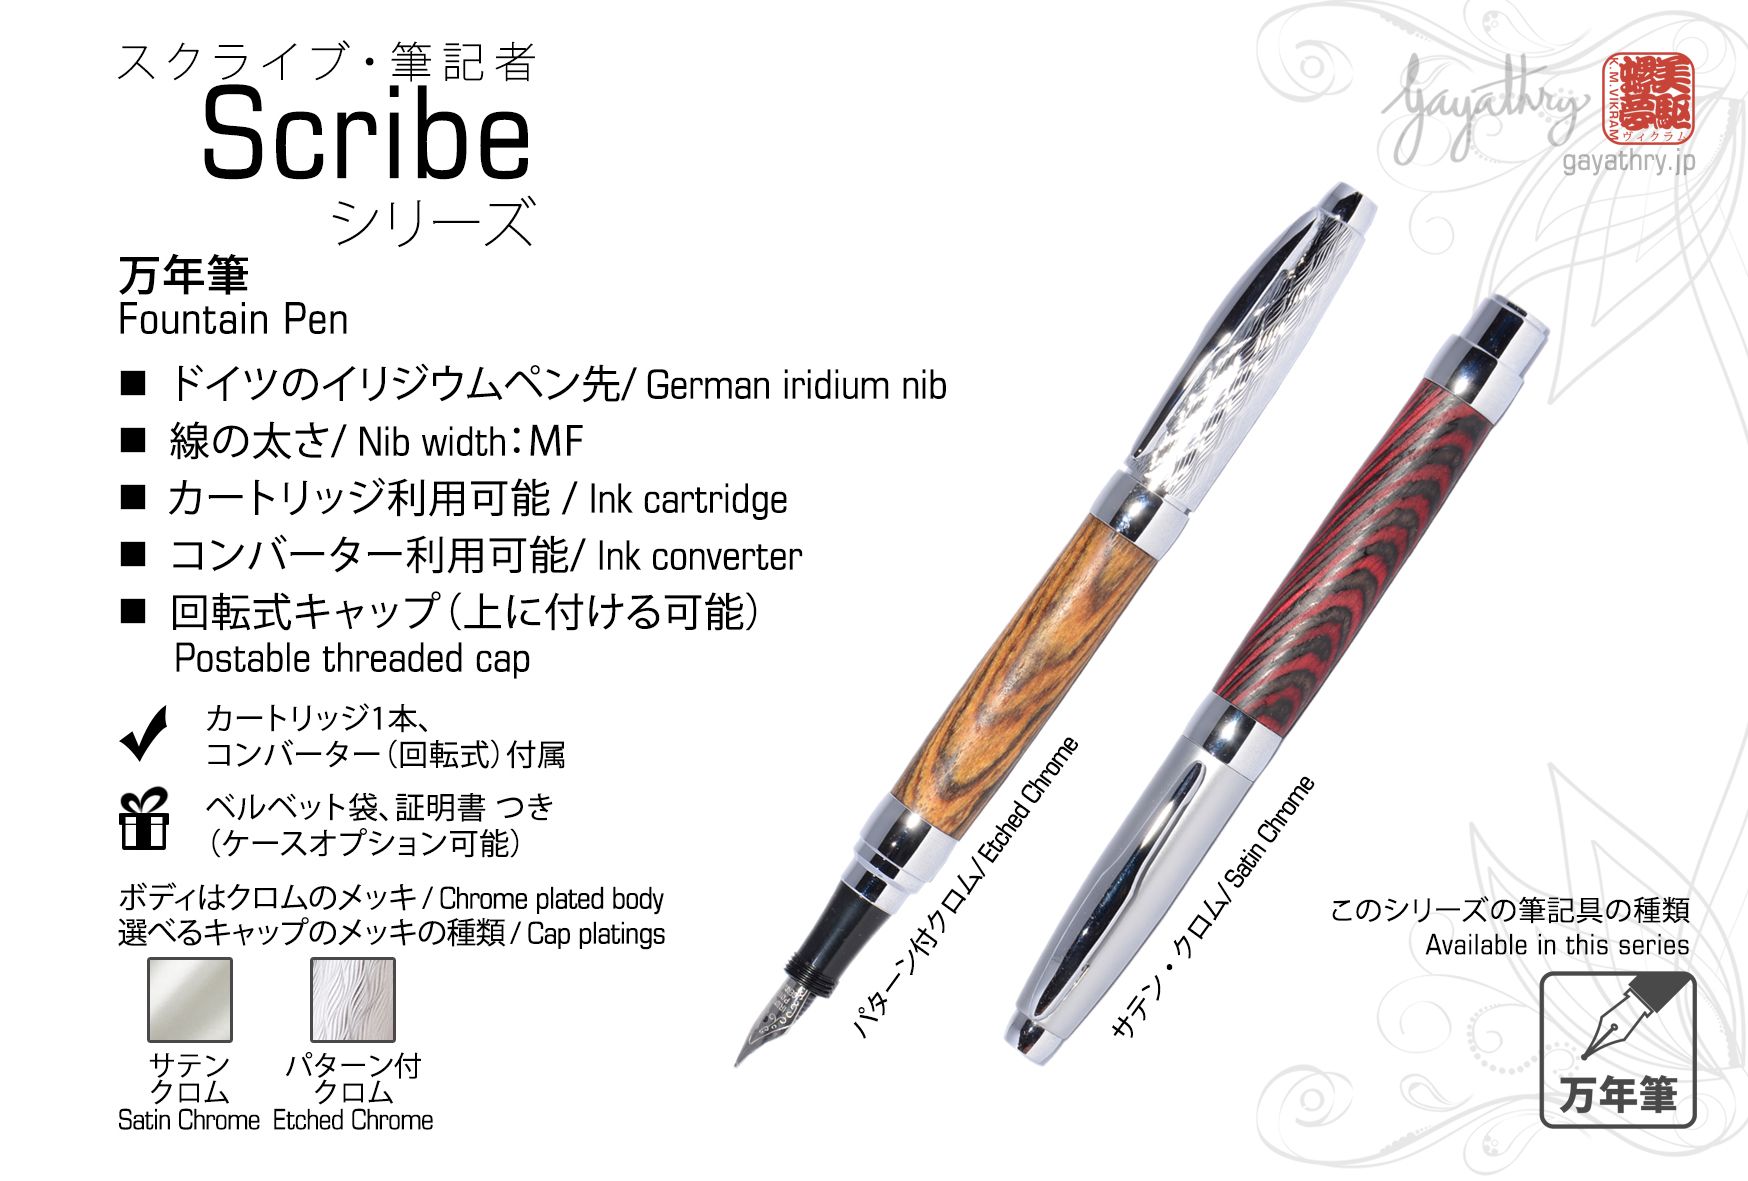 スクライブ・筆記者
Scribe
シリーズ
gayathry
K.M.VIKRAM
ヴィクラム
gayathry.jp
万年筆
Fountain Pen
■ ドイツのイリジウムペン先/ German iridium nib
■ 線の太さ/ Nib width：MF
■ カートリッジ利用可能 / Ink cartridge
■ コンバーター利用可能/ Ink converter
■ 回転式キャップ（上に付ける可能）
Postable threaded cap
カートリッジ1本、
コンバーター（回転式）付属
ベルベット袋、証明書 つき
（ケースオプション可能）
ボディはクロムのメッキ / Chrome plated body
選べるキャップのメッキの種類 / Cap platings
サテン
クロム
Satin Chrome
パターン付
クロム
Etched Chrome
パターン付クロム/ Etched Chrome
サテン・クロム/ Satin Chrome
このシリーズの筆記具の種類
Available in this series
万年筆